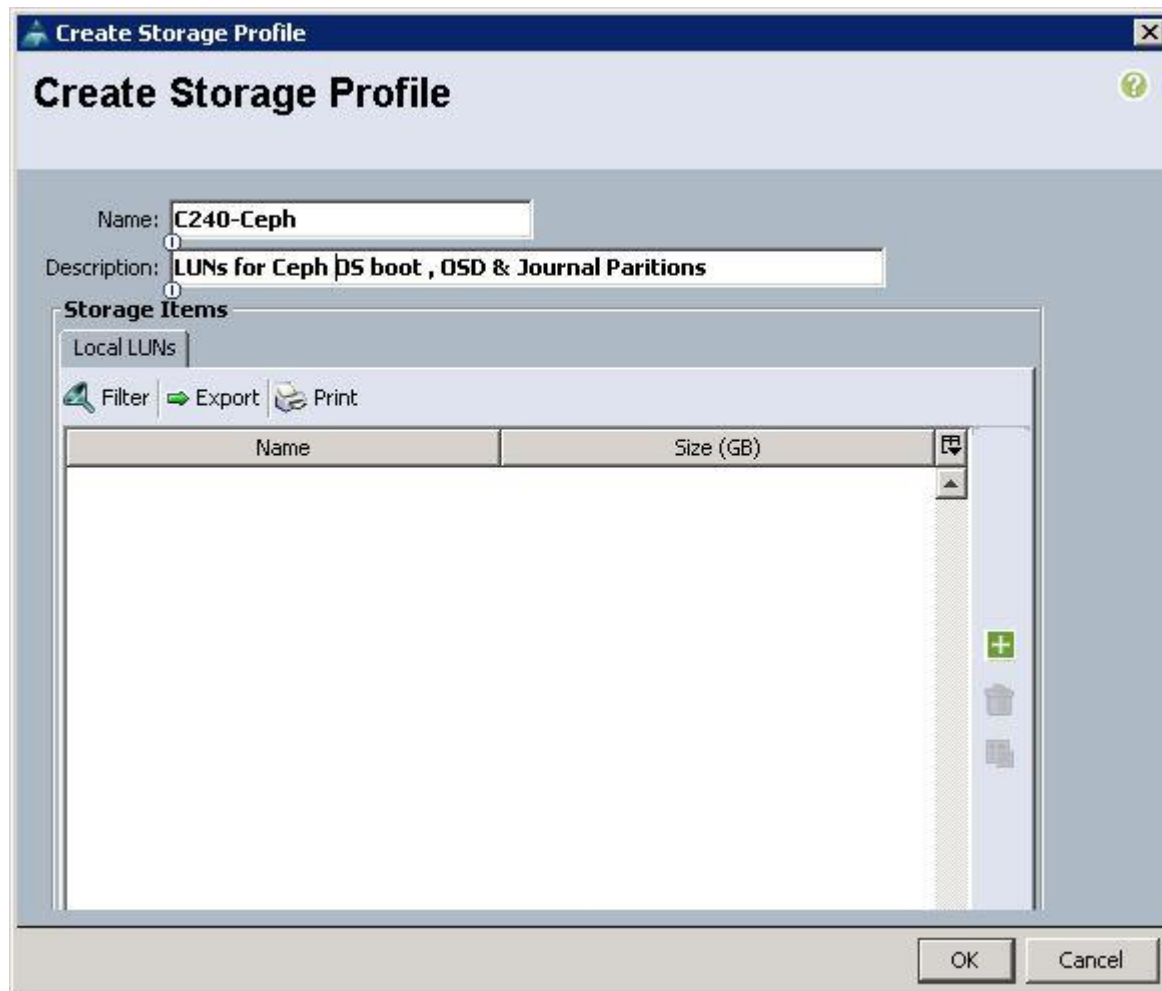 Create Storage Profile
Create Storage Profile
Name: C240-Ceph
Description: LUNs for Ceph OS boot , OSD & Journal Paritions
Storage Items
Local LUNs
Filter Export Print
Name Size (GB)
OK Cancel